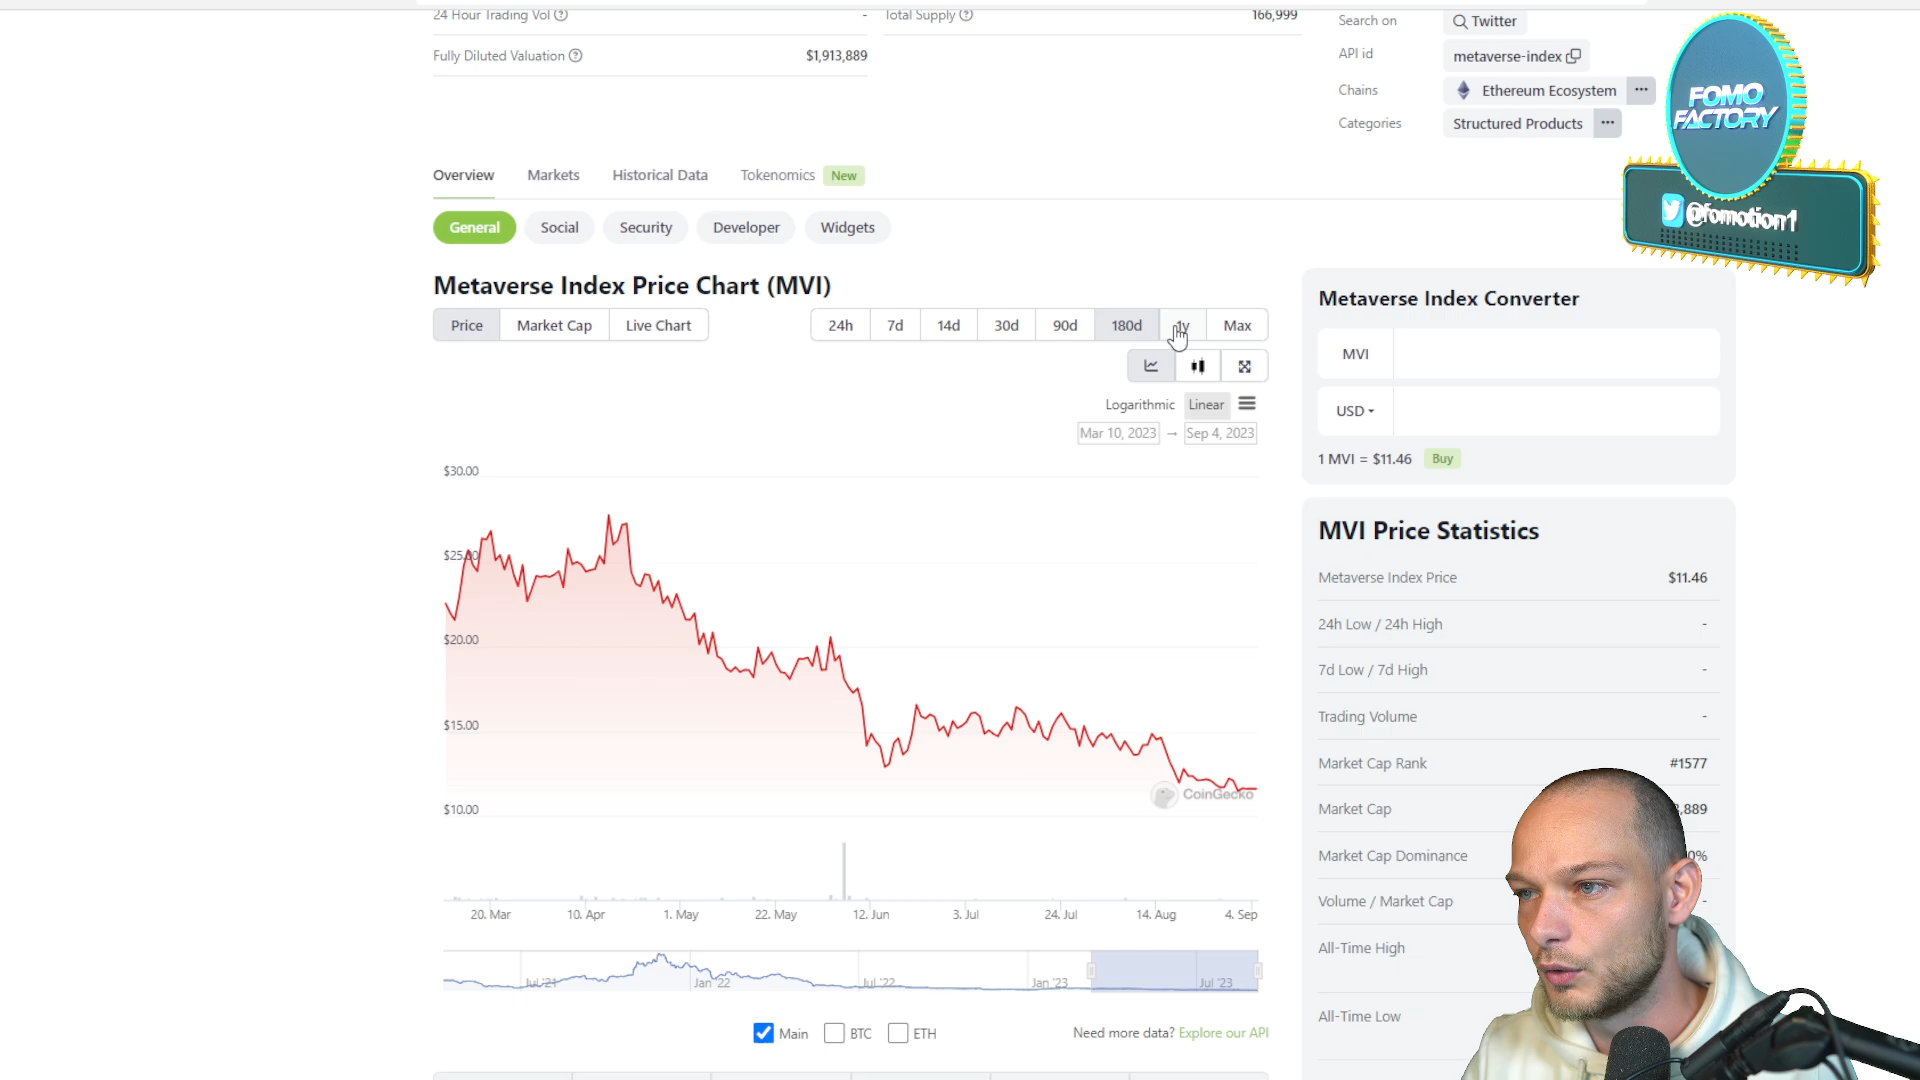 24 Hour Trading Vol
-
Total Supply
166,999
Search on
Twitter
Fully Diluted Valuation
$1,913,889
API id
metaverse-index
Chains
Ethereum Ecosystem
Categories
Structured Products
FOMO
FACTORY
@fomotion1
Overview
Markets
Historical Data
Tokenomics
New
General
Social
Security
Developer
Widgets
Metaverse Index Price Chart (MVI)
Price
Market Cap
Live Chart
24h
7d
14d
30d
90d
180d
1y
Max
Logarithmic
Linear
Mar 10, 2023 → Sep 4, 2023
$30.00
$25.00
$20.00
$15.00
$10.00
CoinGecko
20. Mar
10. Apr
1. May
22. May
12. Jun
3. Jul
24. Jul
14. Aug
4. Sep
Jul '21
Jan '22
Jul '22
Jan '23
Jul '23
Main
BTC
ETH
Need more data? Explore our API
Metaverse Index Converter
MVI
USD
1 MVI = $11.46
Buy
MVI Price Statistics
Metaverse Index Price
$11.46
24h Low / 24h High
-
7d Low / 7d High
-
Trading Volume
-
Market Cap Rank
#1577
Market Cap
,889
Market Cap Dominance
0%
Volume / Market Cap
-
All-Time High
All-Time Low